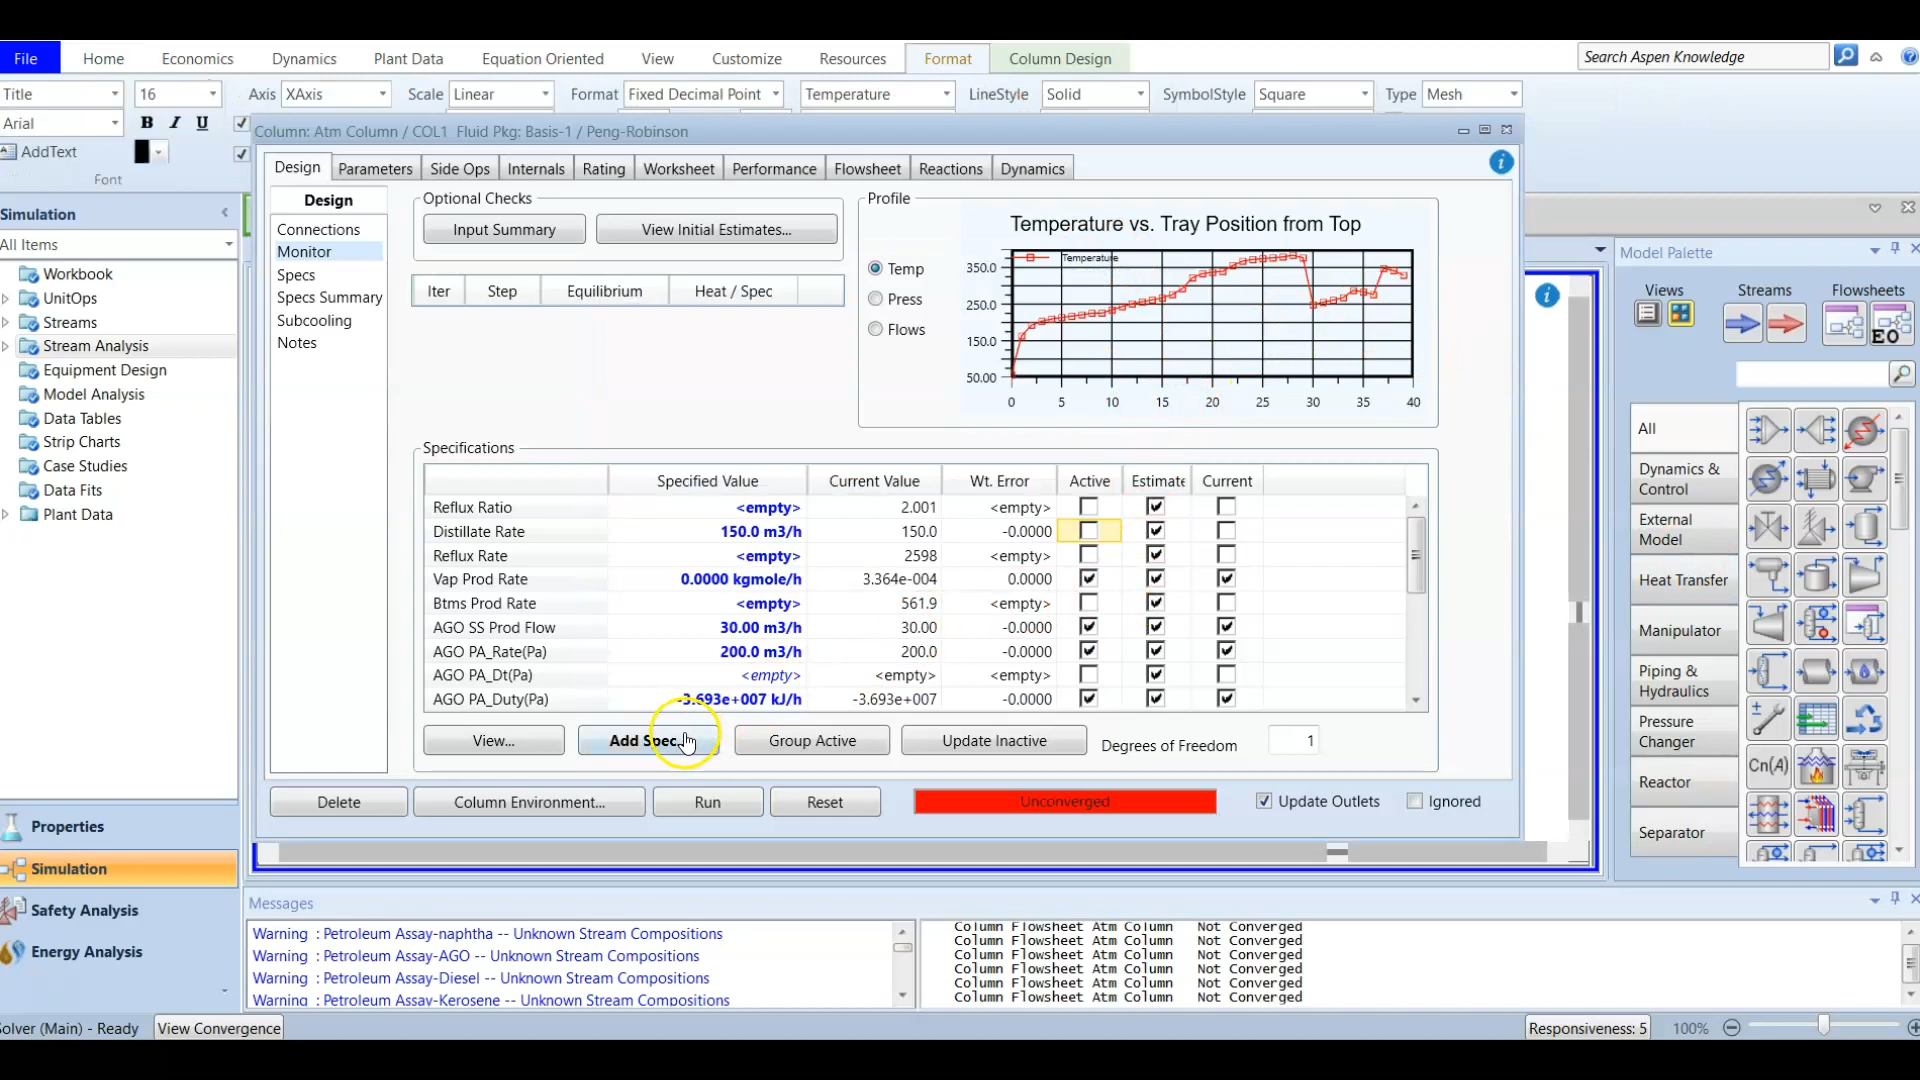 File Home Economics Dynamics Plant Data Equation Oriented View Customize Resources Format Column Design Search Aspen Knowledge
Title 16 Axis XAxis Scale Linear Format Fixed Decimal Point Temperature LineStyle Solid SymbolStyle Square Type Mesh
Arial B I U
AddText
Font
Column: Atm Column / COL1 Fluid Pkg: Basis-1 / Peng-Robinson
Design Parameters Side Ops Internals Rating Worksheet Performance Flowsheet Reactions Dynamics
Simulation
All Items
Workbook
UnitOps
Streams
Stream Analysis
Equipment Design
Model Analysis
Data Tables
Strip Charts
Case Studies
Data Fits
Plant Data
Properties
Simulation
Safety Analysis
Energy Analysis
Design
Connections
Monitor
Specs
Specs Summary
Subcooling
Notes
Optional Checks
Input Summary View Initial Estimates...
Iter Step Equilibrium Heat / Spec
Profile
Temp
Press
Flows
Temperature vs. Tray Position from Top
Temperature
350.0
250.0
150.0
50.00
0 5 10 15 20 25 30 35 40
Specifications
Specified Value Current Value Wt. Error Active Estimate Current
Reflux Ratio <empty> 2.001 <empty>
Distillate Rate 150.0 m3/h 150.0 -0.0000
Reflux Rate <empty> 2598 <empty>
Vap Prod Rate 0.0000 kgmole/h 3.364e-004 0.0000
Btms Prod Rate <empty> 561.9 <empty>
AGO SS Prod Flow 30.00 m3/h 30.00 -0.0000
AGO PA_Rate(Pa) 200.0 m3/h 200.0 -0.0000
AGO PA_Dt(Pa) <empty> <empty> <empty>
AGO PA_Duty(Pa) -3.693e+007 kJ/h -3.693e+007 -0.0000
View... Add Spec... Group Active Update Inactive Degrees of Freedom 1
Delete Column Environment... Run Reset Unconverged Update Outlets Ignored
Model Palette
Views Streams Flowsheets
EO
All
Dynamics & Control
External Model
Heat Transfer
Manipulator
Piping & Hydraulics
Pressure Changer
Reactor
Separator
Cn(A)
Messages
Warning : Petroleum Assay-naphtha -- Unknown Stream Compositions
Warning : Petroleum Assay-AGO -- Unknown Stream Compositions
Warning : Petroleum Assay-Diesel -- Unknown Stream Compositions
Warning : Petroleum Assay-Kerosene -- Unknown Stream Compositions
Column Flowsheet Atm Column Not Converged
Column Flowsheet Atm Column Not Converged
Column Flowsheet Atm Column Not Converged
Column Flowsheet Atm Column Not Converged
Column Flowsheet Atm Column Not Converged
Column Flowsheet Atm Column Not Converged
Solver (Main) - Ready View Convergence Responsiveness: 5 100%